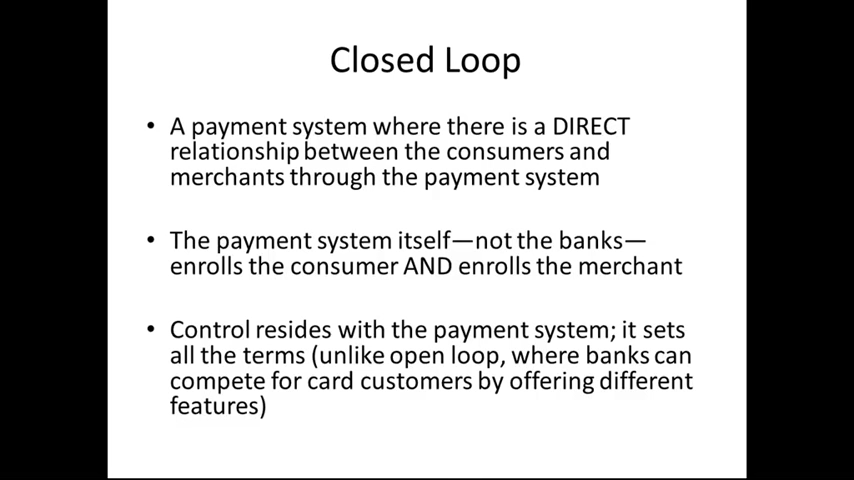 Closed Loop
• A payment system where there is a DIRECT
relationship between the consumers and
merchants through the payment system
• The payment system itself—not the banks—
enrolls the consumer AND enrolls the merchant
• Control resides with the payment system; it sets
all the terms (unlike open loop, where banks can
compete for card customers by offering different
features)